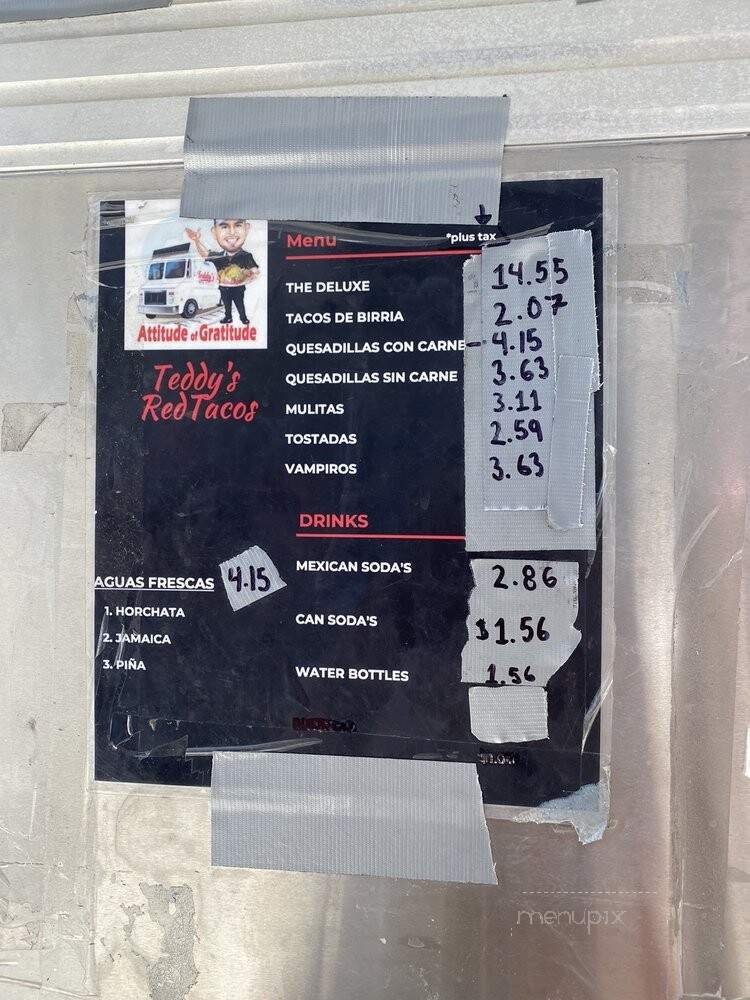 Teddy's
Attitude of Gratitude
Teddy's
RedTacos
Menu *plus tax
THE DELUXE 14.55
TACOS DE BIRRIA 2.07
QUESADILLAS CON CARNE - 4.15
QUESADILLAS SIN CARNE 3.63
MULITAS 3.11
TOSTADAS 2.59
VAMPIROS 3.63
DRINKS
MEXICAN SODA'S 2.86
CAN SODA'S $1.56
WATER BOTTLES 1.56
AGUAS FRESCAS 4.15
1. HORCHATA
2. JAMAICA
3. PIÑA
menupix